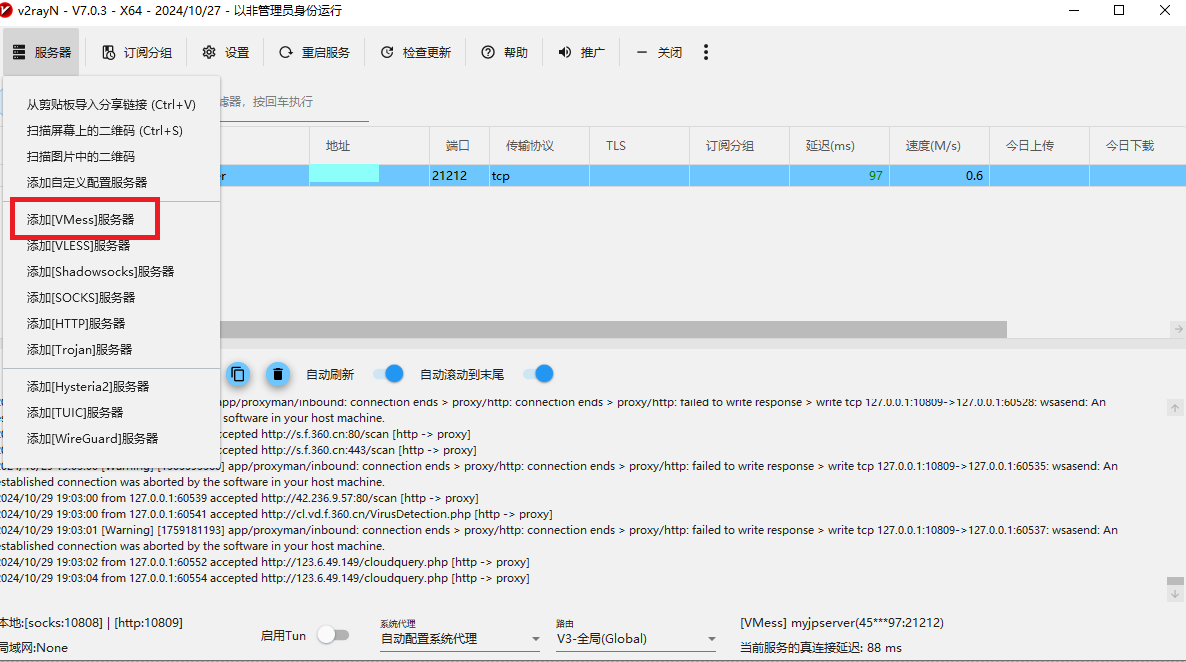 v2rayN - V7.0.3 - X64 - 2024/10/27 - 以非管理员身份运行
服务器 订阅分组 设置 重启服务 检查更新 帮助 推广 关闭
从剪贴板导入分享链接 (Ctrl+V)
滤器，按回车执行
扫描屏幕上的二维码 (Ctrl+S)
扫描图片中的二维码
添加自定义配置服务器
添加[VMess]服务器
添加[VLESS]服务器
添加[Shadowsocks]服务器
添加[SOCKS]服务器
添加[HTTP]服务器
添加[Trojan]服务器
添加[Hysteria2]服务器
添加[TUIC]服务器
添加[WireGuard]服务器
地址 端口 传输协议 TLS 订阅分组 延迟(ms) 速度(M/s) 今日上传 今日下载
r 21212 tcp 97 0.6
自动刷新 自动滚动到末尾
app/proxyman/inbound: connection ends > proxy/http: connection ends > proxy/http: failed to write response > write tcp 127.0.0.1:10809->127.0.0.1:60528: wsasend: An
software in your host machine.
accepted http://s.f.360.cn:80/scan [http -> proxy]
accepted http://s.f.360.cn:443/scan [http -> proxy]
app/proxyman/inbound: connection ends > proxy/http: connection ends > proxy/http: failed to write response > write tcp 127.0.0.1:10809->127.0.0.1:60535: wsasend: An
established connection was aborted by the software in your host machine.
2024/10/29 19:03:00 from 127.0.0.1:60539 accepted http://42.236.9.57:80/scan [http -> proxy]
2024/10/29 19:03:00 from 127.0.0.1:60541 accepted http://cl.vd.f.360.cn/VirusDetection.php [http -> proxy]
2024/10/29 19:03:01 [Warning] [1759181193] app/proxyman/inbound: connection ends > proxy/http: connection ends > proxy/http: failed to write response > write tcp 127.0.0.1:10809->127.0.0.1:60537: wsasend: An
established connection was aborted by the software in your host machine.
2024/10/29 19:03:02 from 127.0.0.1:60552 accepted http://123.6.49.149/cloudquery.php [http -> proxy]
2024/10/29 19:03:04 from 127.0.0.1:60554 accepted http://123.6.49.149/cloudquery.php [http -> proxy]
本地:[socks:10808] | [http:10809]
局域网:None
启用Tun
系统代理
自动配置系统代理
路由
V3-全局(Global)
[VMess] myjpserver(45***97:21212)
当前服务的真连接延迟: 88 ms